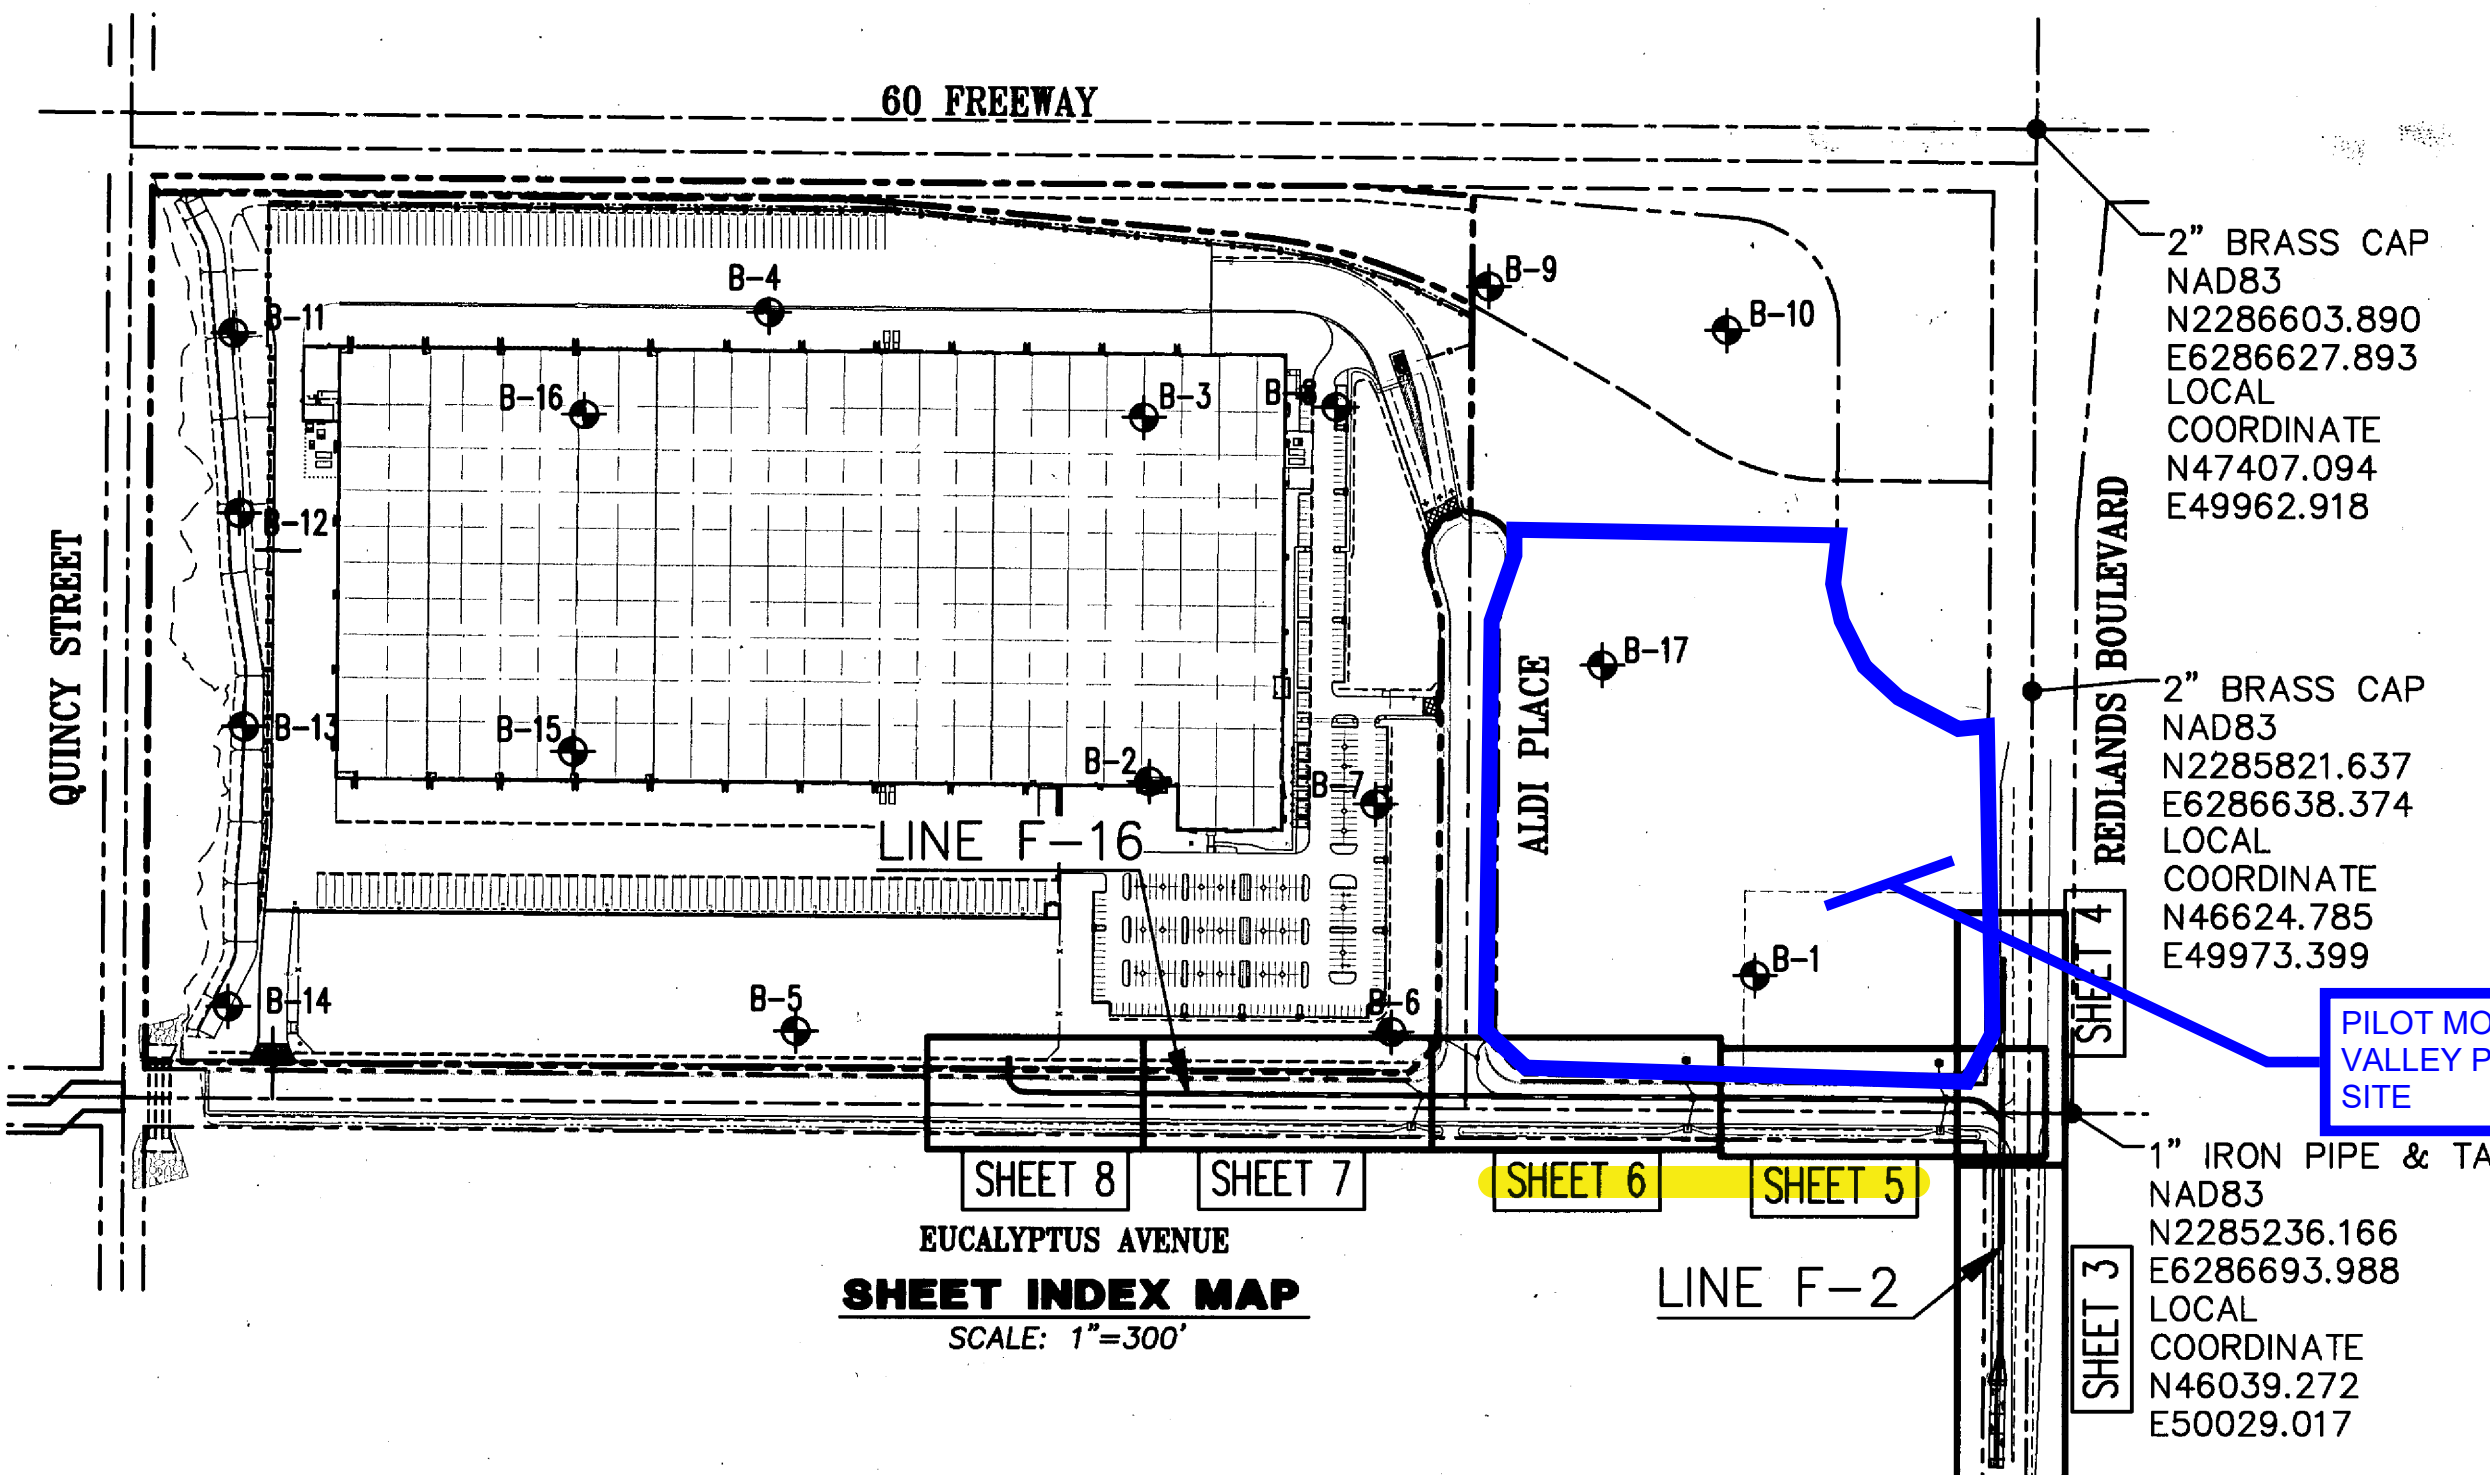 60 FREEWAY
2" BRASS CAP
NAD83
N2286603.890
E6286627.893
LOCAL
COORDINATE
N47407.094
E49962.918
B-9
B-4
B-10
B-11
B-16
B-3
B-8
B-12
QUINCY STREET
REDLANDS BOULEVARD
B-17
ALDI PLACE
2" BRASS CAP
NAD83
N2285821.637
E6286638.374
LOCAL
COORDINATE
N46624.785
E49973.399
B-13
B-15
B-2
B-7
LINE F-16
SHEET 4
B-1
B-14
B-5
B-6
PILOT MO
VALLEY P
SITE
1" IRON PIPE & TA
NAD83
N2285236.166
E6286693.988
LOCAL
COORDINATE
N46039.272
E50029.017
SHEET 8
SHEET 7
SHEET 6
SHEET 5
EUCALYPTUS AVENUE
SHEET INDEX MAP
SCALE: 1"=300'
LINE F-2
SHEET 3